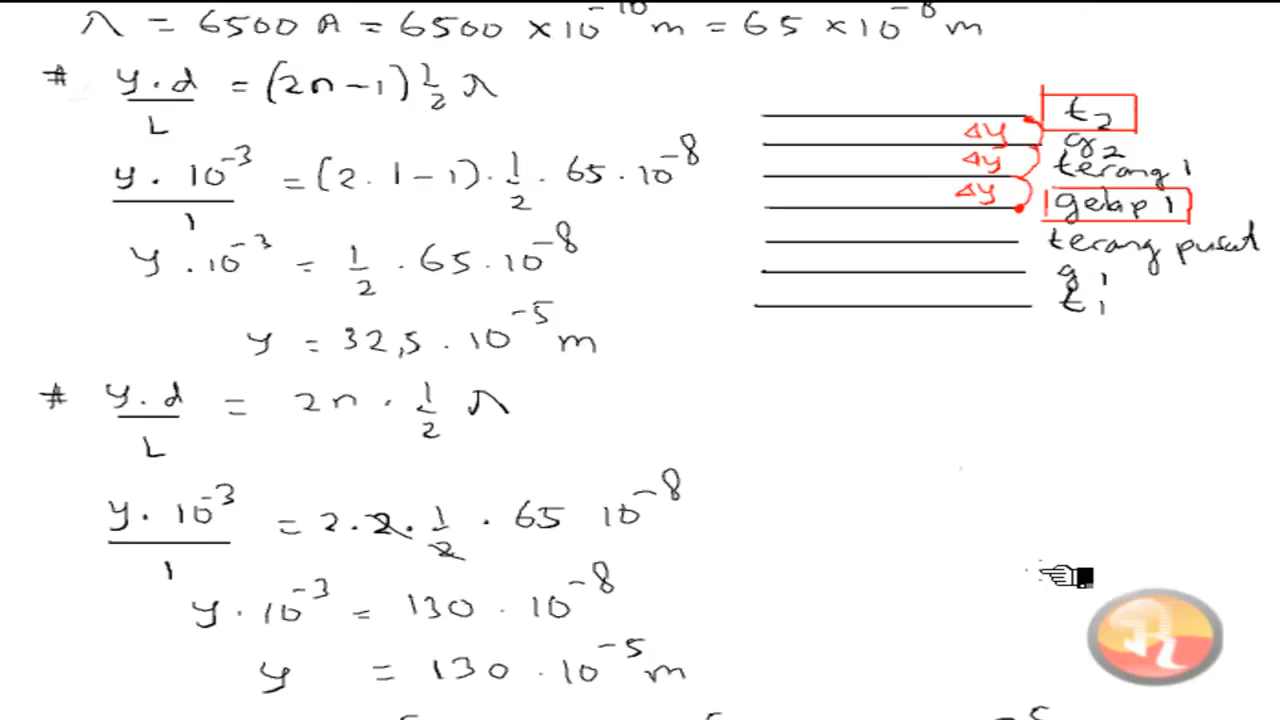 λ = 6500 A = 6500 × 10⁻¹⁰ m = 65 × 10⁻⁸ m
# y.d / L = (2n-1) 1/2 λ
y. 10⁻³ / 1 = (2.1-1). 1/2 . 65.10⁻⁸
y .10⁻³ = 1/2 . 65.10⁻⁸
y = 32,5 . 10⁻⁵ m
# y.d / L = 2n . 1/2 λ
y. 10⁻³ / 1 = 2.2. 1/2 . 65 10⁻⁸
y. 10⁻³ = 130 . 10⁻⁸
y = 130 . 10⁻⁵ m
t2
Δy
g2
Δy
terang 1
Δy
gelap 1
terang pusat
g1
t1